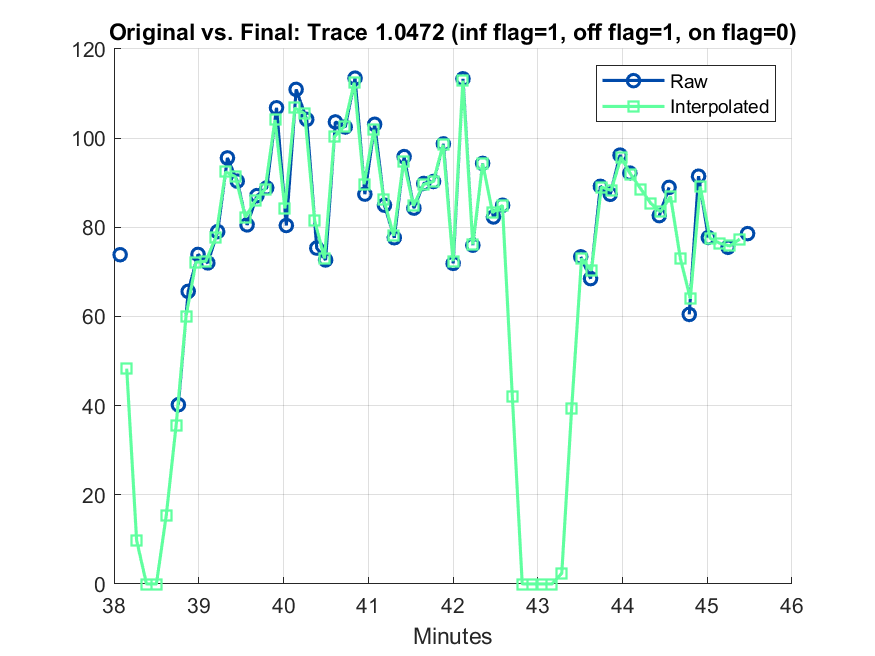 Original vs. Final: Trace 1.0472 (inf flag=1, off flag=1, on flag=0)
120
100
80
60
40
20
0
Raw
Interpolated
38 39 40 41 42 43 44 45 46
Minutes